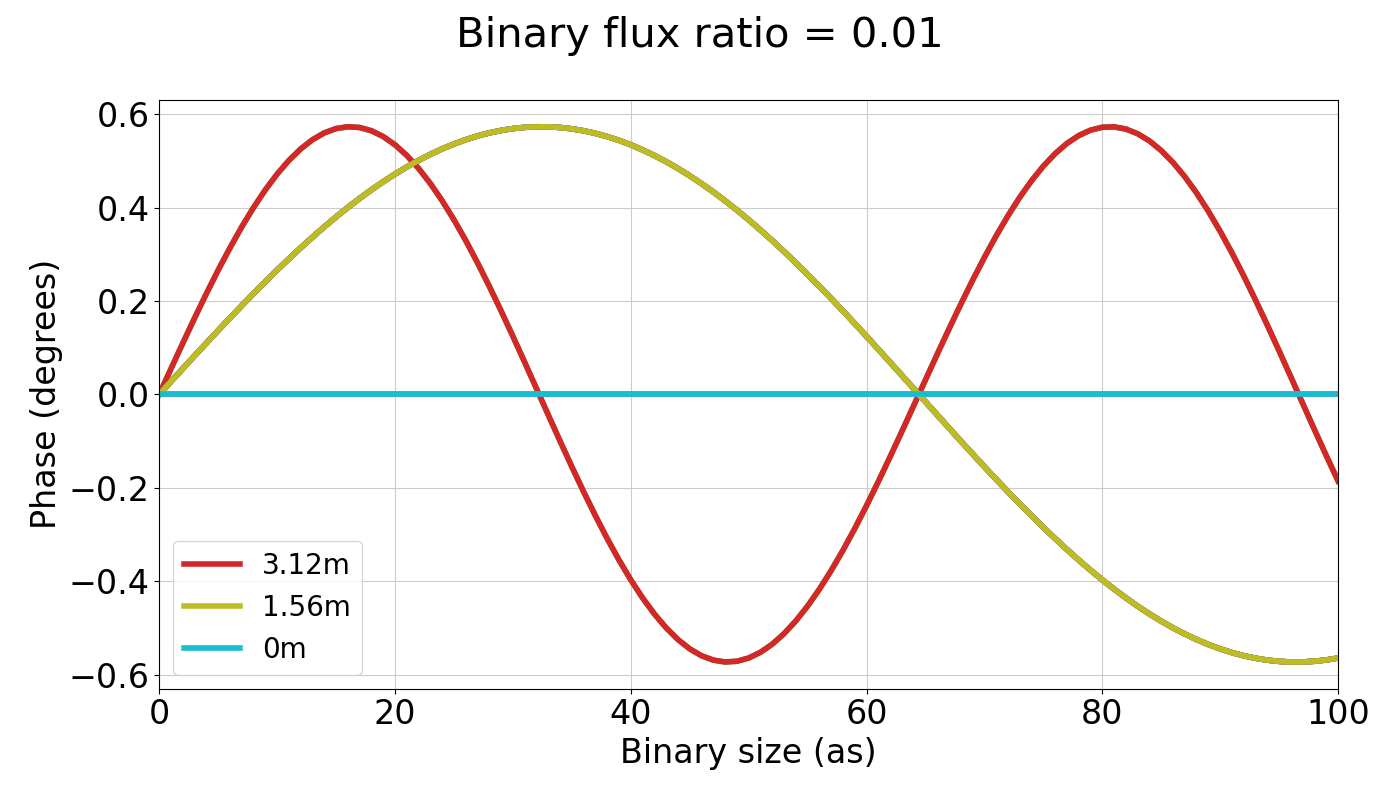 Binary flux ratio = 0.01
0.6
0.4
0.2
0.0
−0.2
−0.4
−0.6
Phase (degrees)
3.12m
1.56m
0m
0 20 40 60 80 100
Binary size (as)